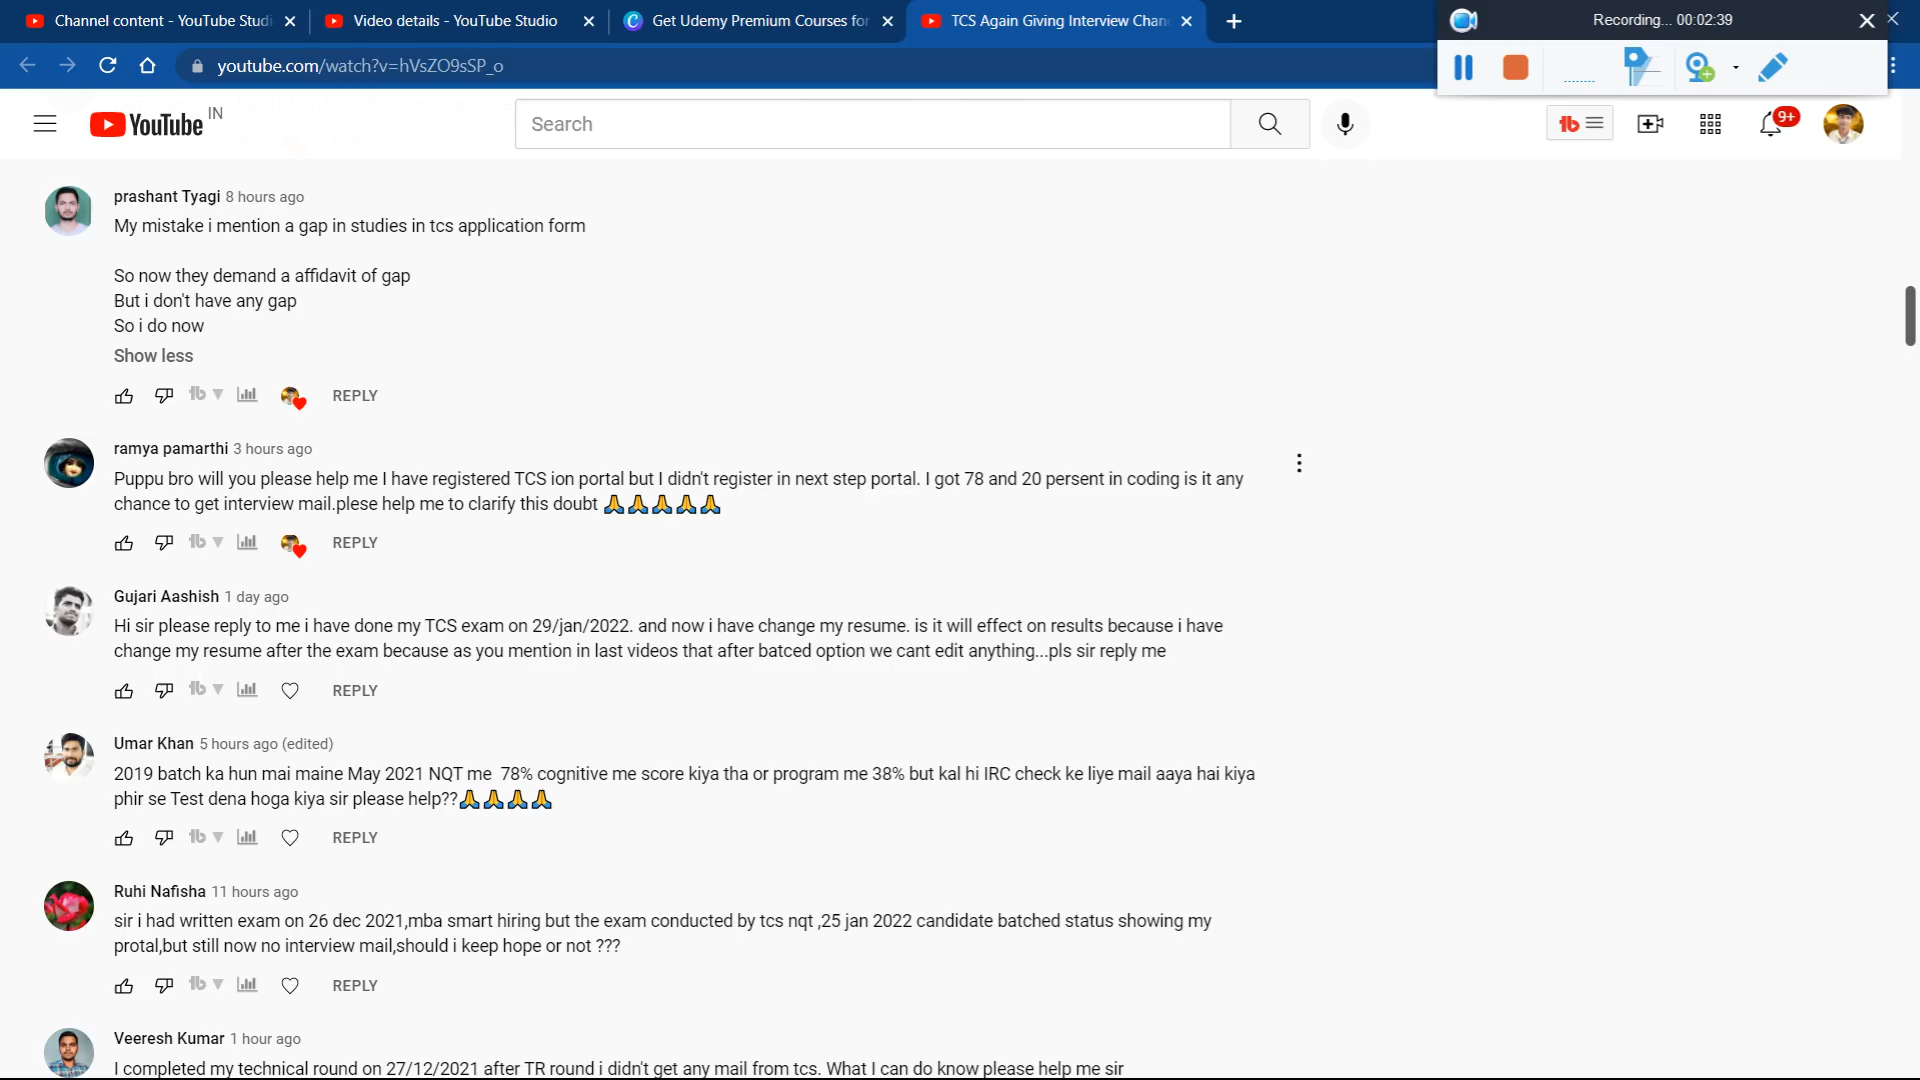 Channel content - YouTube Studi
Video details - YouTube Studio
Get Udemy Premium Courses for
TCS Again Giving Interview Chan
Recording... 00:02:39
youtube.com/watch?v=hVsZO9sSP_o
YouTube IN
Search
9+
prashant Tyagi 8 hours ago
My mistake i mention a gap in studies in tcs application form
So now they demand a affidavit of gap
But i don't have any gap
So i do now
Show less
REPLY
ramya pamarthi 3 hours ago
Puppu bro will you please help me I have registered TCS ion portal but I didn't register in next step portal. I got 78 and 20 persent in coding is it any
chance to get interview mail.plese help me to clarify this doubt 🙏🙏🙏🙏🙏
REPLY
Gujari Aashish 1 day ago
Hi sir please reply to me i have done my TCS exam on 29/jan/2022. and now i have change my resume. is it will effect on results because i have
change my resume after the exam because as you mention in last videos that after batced option we cant edit anything...pls sir reply me
REPLY
Umar Khan 5 hours ago (edited)
2019 batch ka hun mai maine May 2021 NQT me 78% cognitive me score kiya tha or program me 38% but kal hi IRC check ke liye mail aaya hai kiya
phir se Test dena hoga kiya sir please help??🙏🙏🙏🙏
REPLY
Ruhi Nafisha 11 hours ago
sir i had written exam on 26 dec 2021,mba smart hiring but the exam conducted by tcs nqt ,25 jan 2022 candidate batched status showing my
protal,but still now no interview mail,should i keep hope or not ???
REPLY
Veeresh Kumar 1 hour ago
I completed my technical round on 27/12/2021 after TR round i didn't get any mail from tcs. What I can do know please help me sir